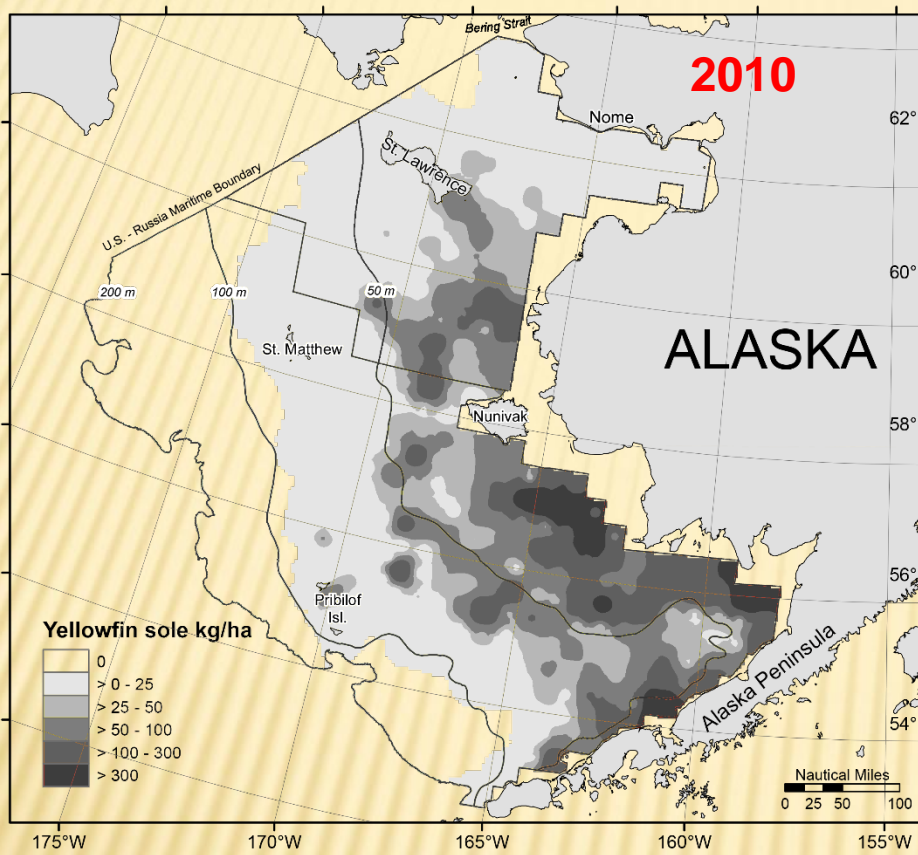 Bering Strait
2010
62°
Nome
St. Lawrence
U.S. - Russia Maritime Boundary
60°
200 m
100 m
50 m
St. Matthew
ALASKA
Nunivak
58°
56°
Pribilof
Isl.
Yellowfin sole kg/ha
0
> 0 - 25
> 25 - 50
> 50 - 100
> 100 - 300
> 300
Alaska Peninsula
54°
Nautical Miles
0 25 50 100
175°W 170°W 165°W 160°W 155°W